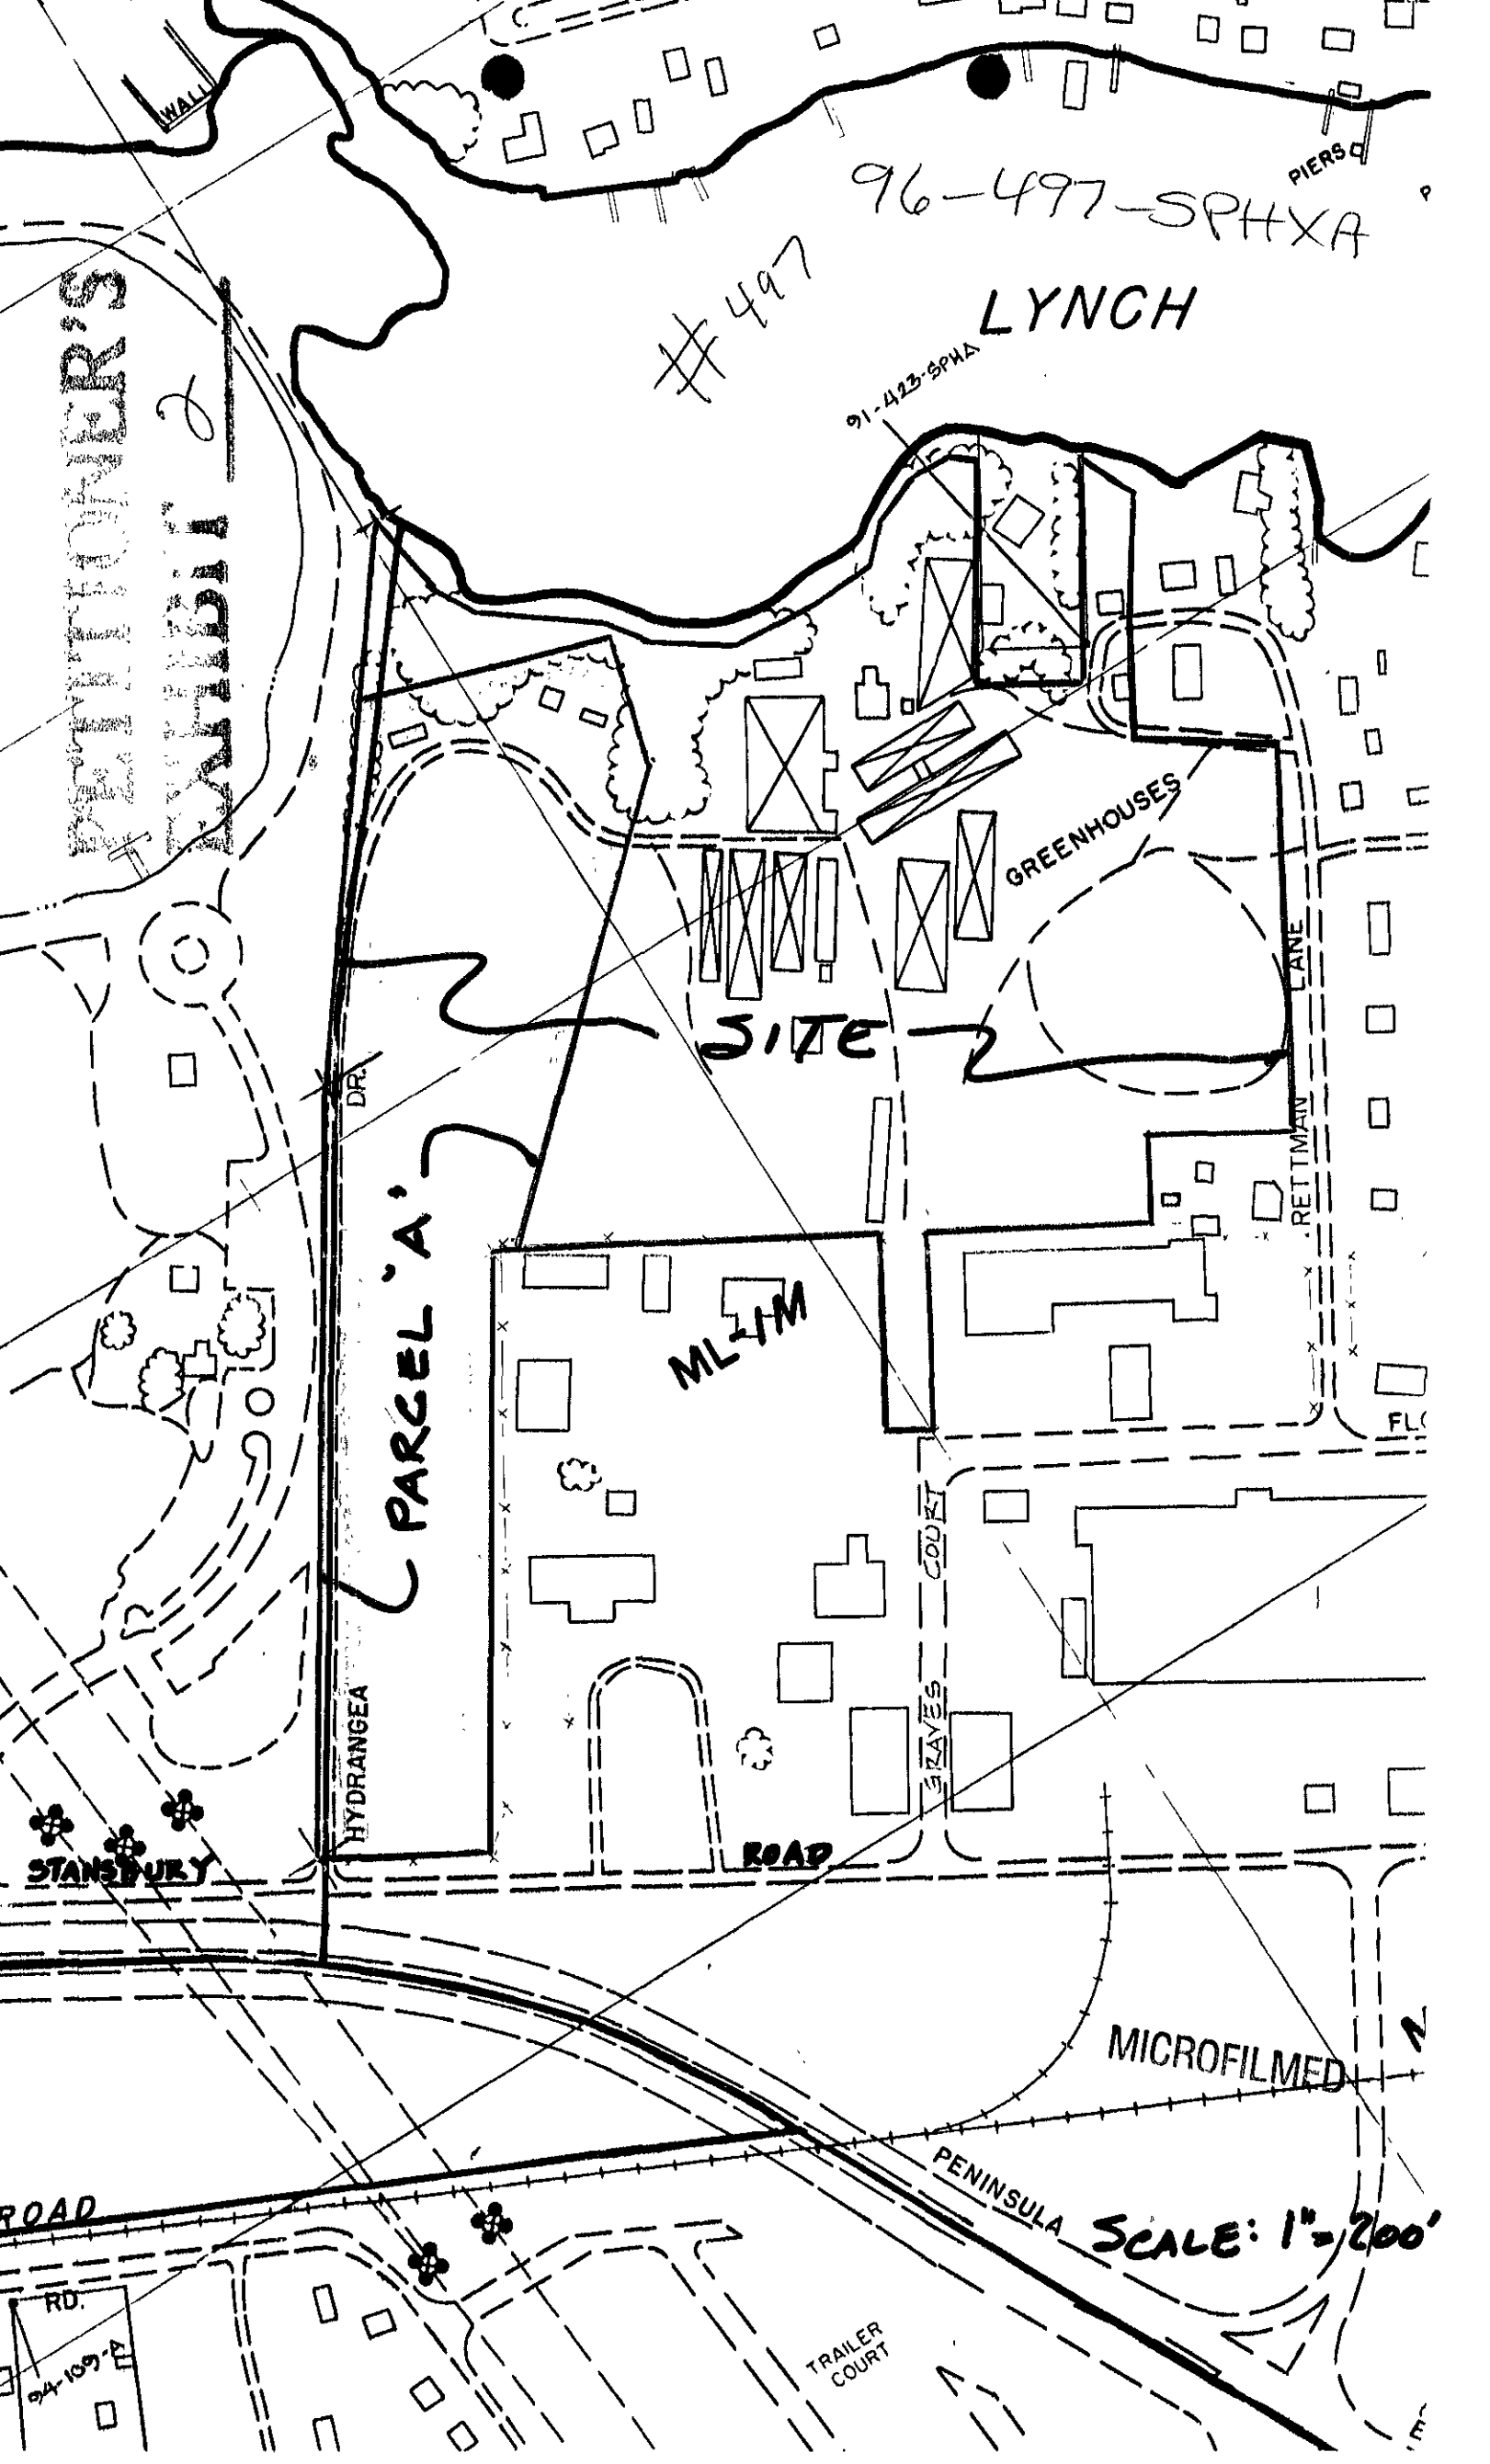 WALL
PIERS
96-497-SPHXA
#497
LYNCH
91-423-SPHA
PETITIONER'S
EXHIBIT 2
GREENHOUSES
LANE
SITE
DR.
RETTMAN
PARCEL 'A'
ML-IM
COURT
GRAVES
HYDRANGEA
STANSBURY
ROAD
MICROFILMED
PENINSULA
SCALE: 1"=200'
ROAD
RD.
94-109-A
TRAILER
COURT